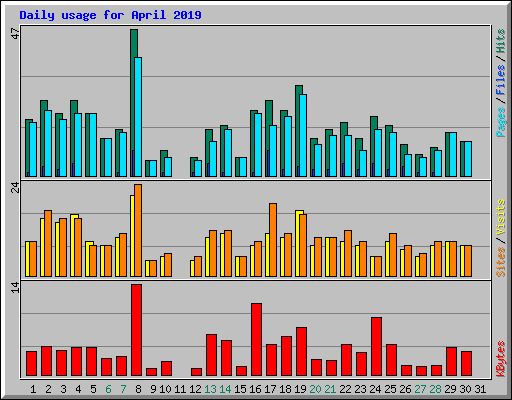 Daily usage for April 2019
47
Pages / Files / Hits
24
Sites / Visits
14
KBytes
1 2 3 4 5 6 7 8 9 10 11 12 13 14 15 16 17 18 19 20 21 22 23 24 25 26 27 28 29 30 31